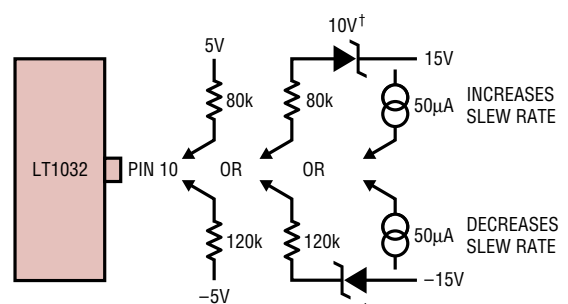 10V†
5V
15V
80k
80k
50µA
INCREASES
SLEW RATE
LT1032
PIN 10
OR
OR
120k
120k
50µA
DECREASES
SLEW RATE
–5V
–15V